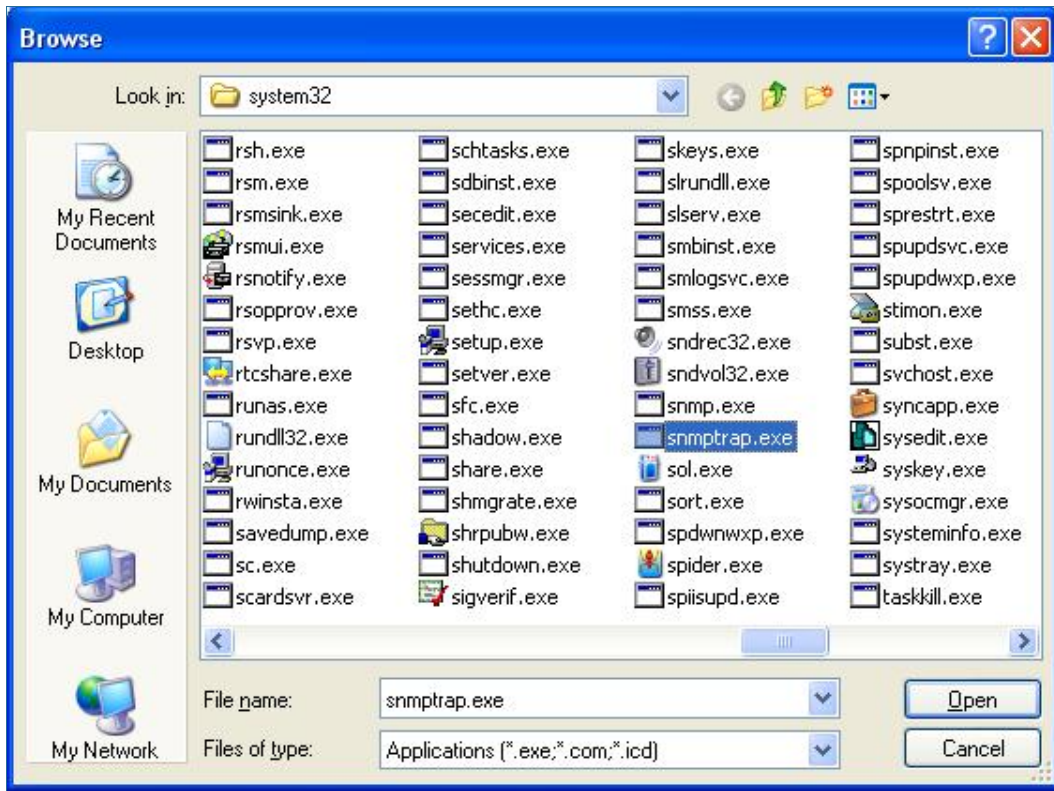 Browse
Look in:
system32
My Recent
Documents
Desktop
My Documents
My Computer
My Network
rsh.exe
rsm.exe
rsmsink.exe
rsmui.exe
rsnotify.exe
rsopprov.exe
rsvp.exe
rtcshare.exe
runas.exe
rundll32.exe
runonce.exe
rwinsta.exe
savedump.exe
sc.exe
scardsvr.exe
schtasks.exe
sdbinst.exe
secedit.exe
services.exe
sessmgr.exe
sethc.exe
setup.exe
setver.exe
sfc.exe
shadow.exe
share.exe
shmgrate.exe
shrpubw.exe
shutdown.exe
sigverif.exe
skeys.exe
slrundll.exe
slserv.exe
smbinst.exe
smlogsvc.exe
smss.exe
sndrec32.exe
sndvol32.exe
snmp.exe
snmptrap.exe
sol.exe
sort.exe
spdwnwxp.exe
spider.exe
spiisupd.exe
spnpinst.exe
spoolsv.exe
sprestrt.exe
spupdsvc.exe
spupdwxp.exe
stimon.exe
subst.exe
svchost.exe
syncapp.exe
sysedit.exe
syskey.exe
sysocmgr.exe
systeminfo.exe
systray.exe
taskkill.exe
File name:
snmptrap.exe
Open
Files of type:
Applications (*.exe;*.com;*.icd)
Cancel